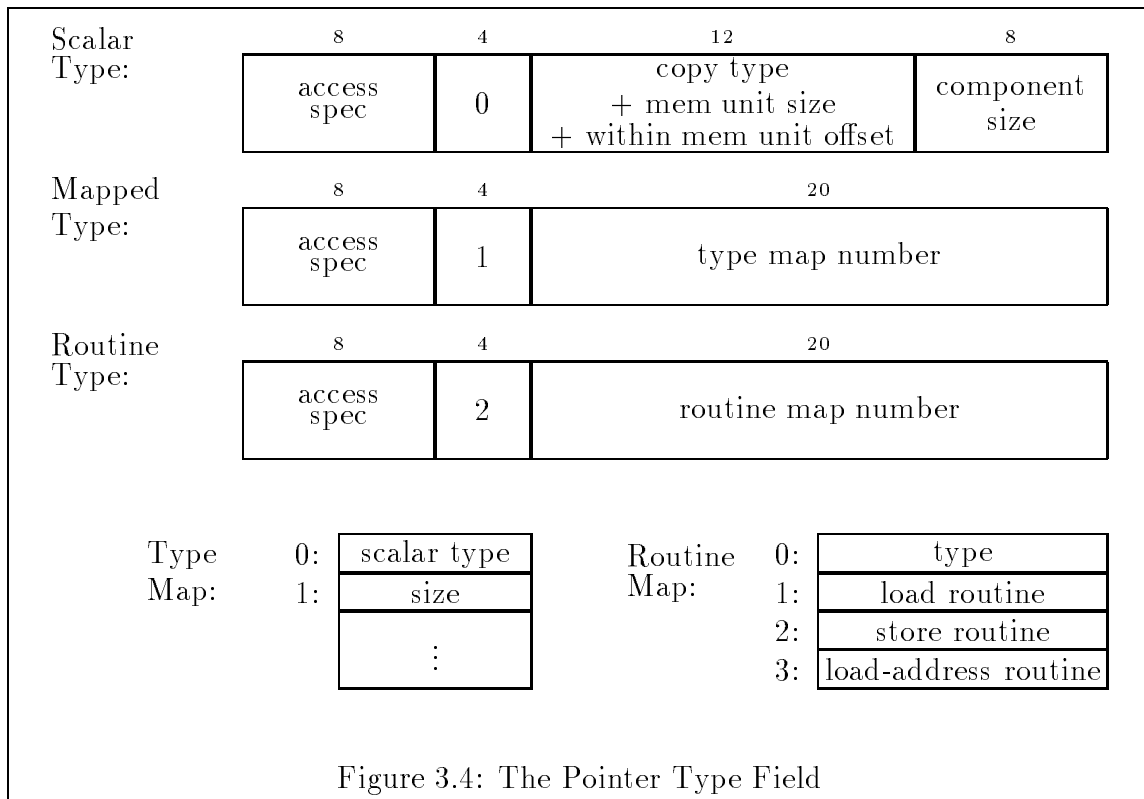 Scalar
Type:
8 4 12 8
access
spec
0
copy type
+ mem unit size
+ within mem unit offset
component
size
Mapped
Type:
8 4 20
access
spec
1
type map number
Routine
Type:
8 4 20
access
spec
2
routine map number
Type
Map:
0: scalar type
1: size
⋮
Routine
Map:
0: type
1: load routine
2: store routine
3: load-address routine
Figure 3.4: The Pointer Type Field